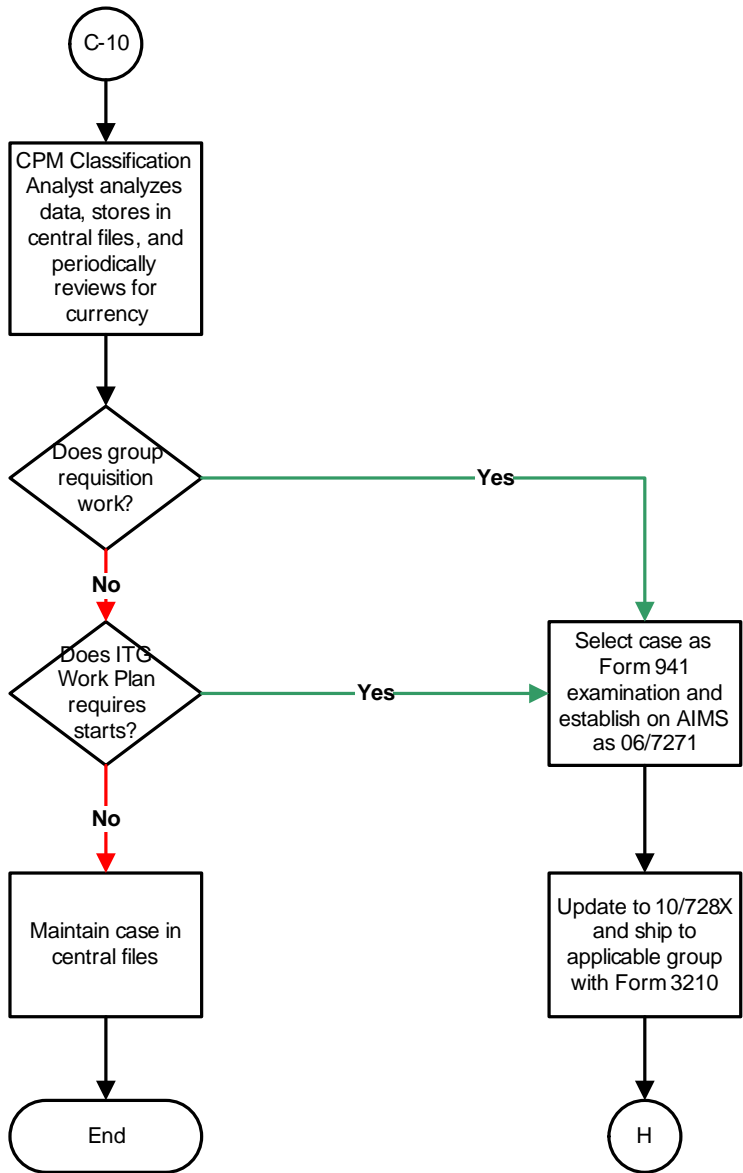 C-10
CPM Classification
Analyst analyzes
data, stores in
central files, and
periodically
reviews for
currency
Does group
requisition
work?
Yes
No
Does ITG
Work Plan
requires
starts?
Yes
Select case as
Form 941
examination and
establish on AIMS
as 06/7271
No
Maintain case in
central files
Update to 10/728X
and ship to
applicable group
with Form 3210
End
H